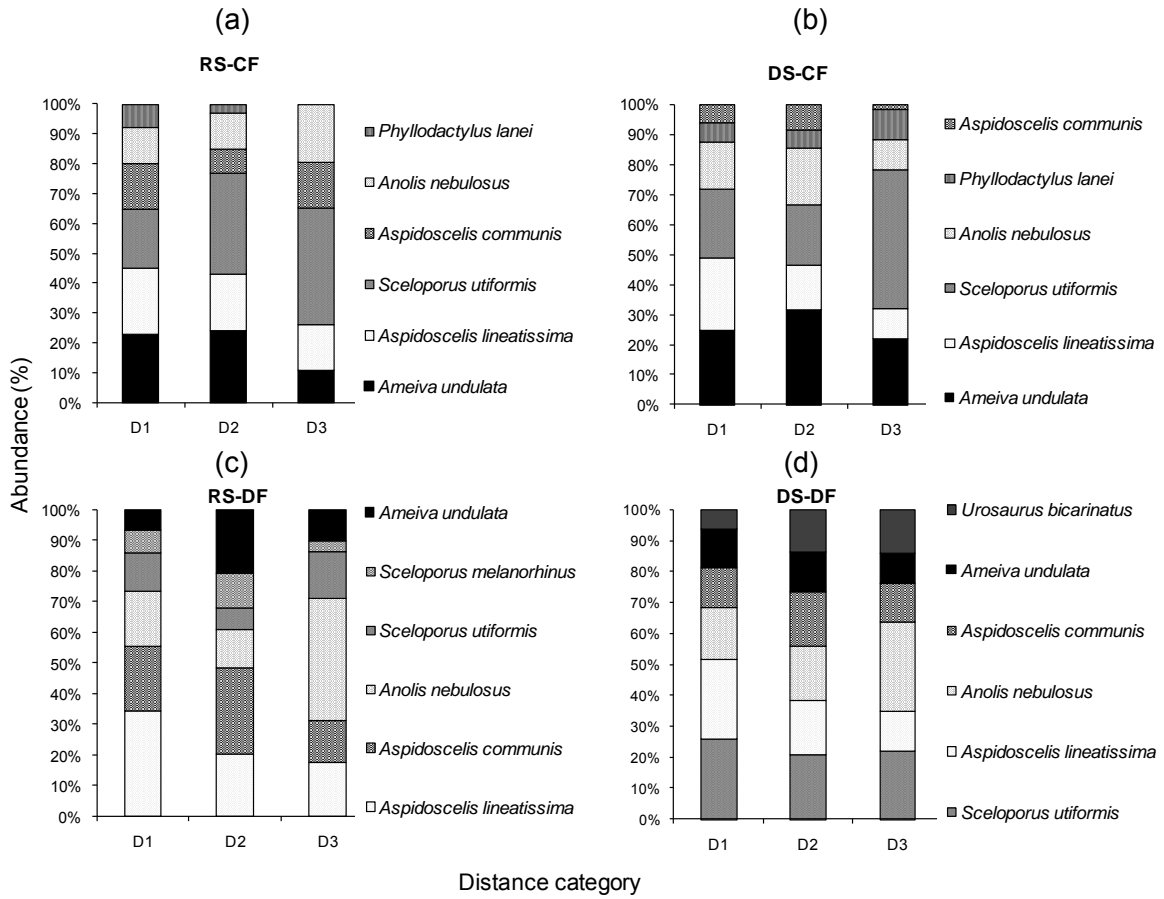 (a)
RS-CF
100%
90%
80%
70%
60%
50%
40%
30%
20%
10%
0%
D1 D2 D3
Phyllodactylus lanei
Anolis nebulosus
Aspidoscelis communis
Sceloporus utiformis
Aspidoscelis lineatissima
Ameiva undulata
(b)
DS-CF
100%
90%
80%
70%
60%
50%
40%
30%
20%
10%
0%
D1 D2 D3
Aspidoscelis communis
Phyllodactylus lanei
Anolis nebulosus
Sceloporus utiformis
Aspidoscelis lineatissima
Ameiva undulata
Abundance (%)
(c)
RS-DF
100%
90%
80%
70%
60%
50%
40%
30%
20%
10%
0%
D1 D2 D3
Ameiva undulata
Sceloporus melanorhinus
Sceloporus utiformis
Anolis nebulosus
Aspidoscelis communis
Aspidoscelis lineatissima
(d)
DS-DF
100%
90%
80%
70%
60%
50%
40%
30%
20%
10%
0%
D1 D2 D3
Urosaurus bicarinatus
Ameiva undulata
Aspidoscelis communis
Anolis nebulosus
Aspidoscelis lineatissima
Sceloporus utiformis
Distance category